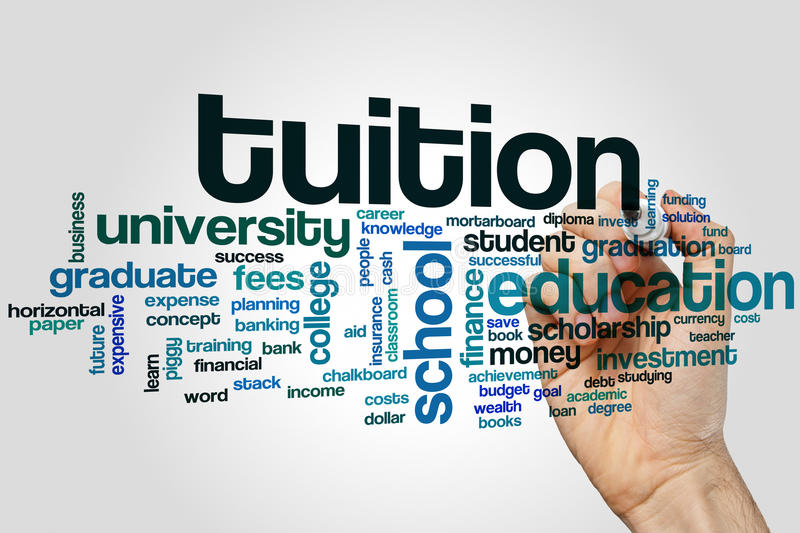 tuition
business
university
career
knowledge
mortarboard
diploma
invest
learning
funding
solution
fund
board
student
graduation
success
people
cash
school
successful
graduate
fees
college
finance
education
horizontal
paper
future
expensive
expense
planning
concept
banking
insurance
classroom
aid
save
book
scholarship
currency
cost
teacher
learn
piggy
training
bank
financial
money
investment
chalkboard
achievement
debt
studying
word
stack
income
costs
dollar
budget
goal
academic
wealth
loan
degree
books